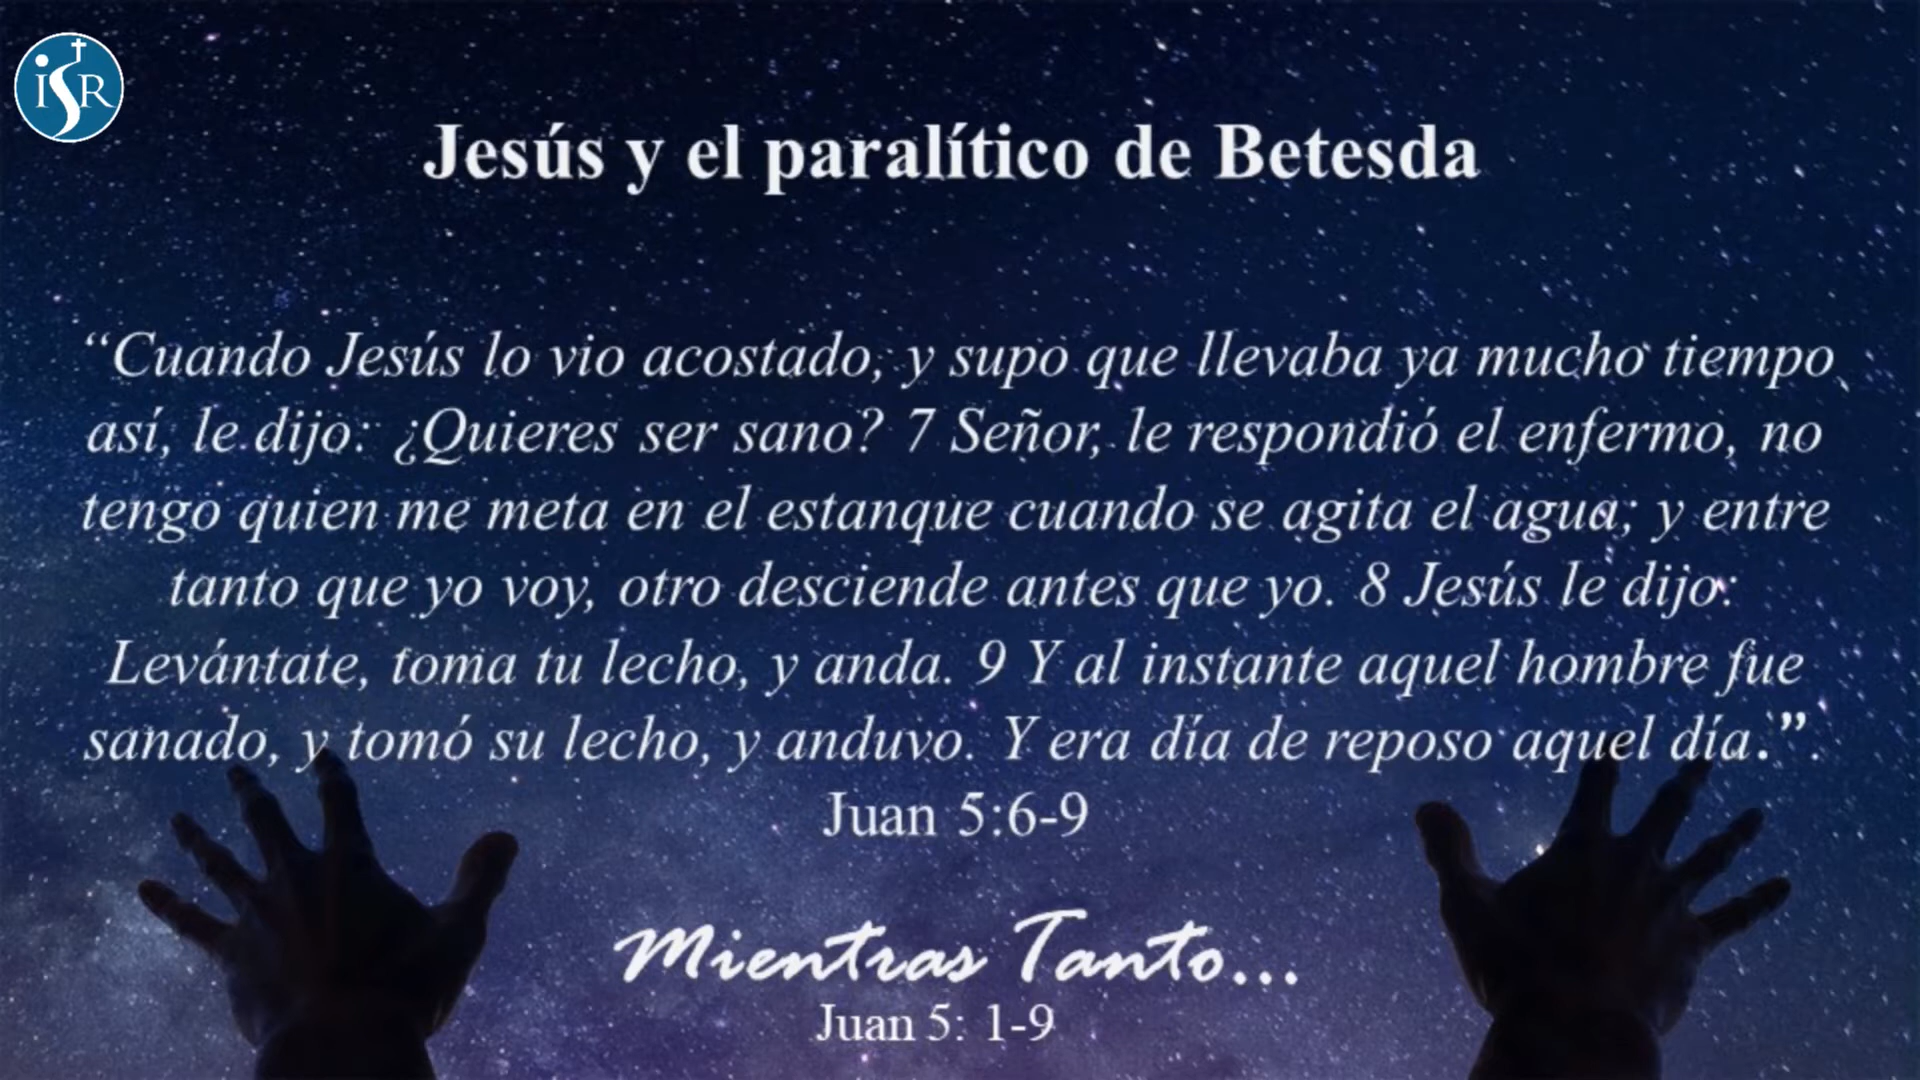 iSR
Jesús y el paralítico de Betesda
“Cuando Jesús lo vio acostado, y supo que llevaba ya mucho tiempo
así, le dijo: ¿Quieres ser sano? 7 Señor, le respondió el enfermo, no
tengo quien me meta en el estanque cuando se agita el agua; y entre
tanto que yo voy, otro desciende antes que yo. 8 Jesús le dijo:
Levántate, toma tu lecho, y anda. 9 Y al instante aquel hombre fue
sanado, y tomó su lecho, y anduvo. Y era día de reposo aquel día.”.
Juan 5:6-9
Mientras Tanto...
Juan 5: 1-9